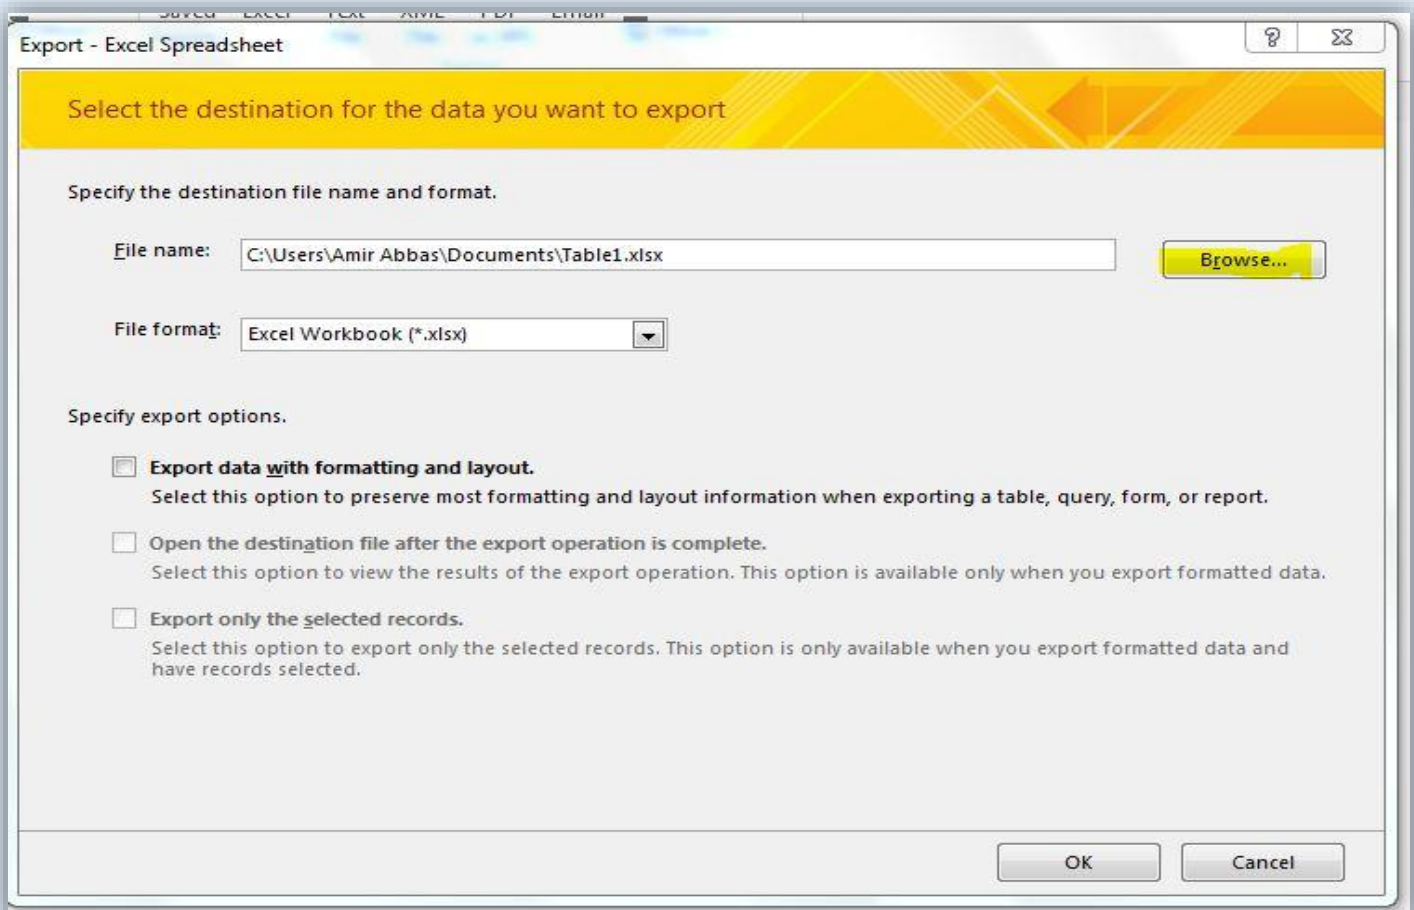 Saved Excel Text XML PDF Email
Export - Excel Spreadsheet
Select the destination for the data you want to export
Specify the destination file name and format.
File name: C:\Users\Amir Abbas\Documents\Table1.xlsx Browse...
File format: Excel Workbook (*.xlsx)
Specify export options.
Export data with formatting and layout.
Select this option to preserve most formatting and layout information when exporting a table, query, form, or report.
Open the destination file after the export operation is complete.
Select this option to view the results of the export operation. This option is available only when you export formatted data.
Export only the selected records.
Select this option to export only the selected records. This option is only available when you export formatted data and
have records selected.
OK Cancel